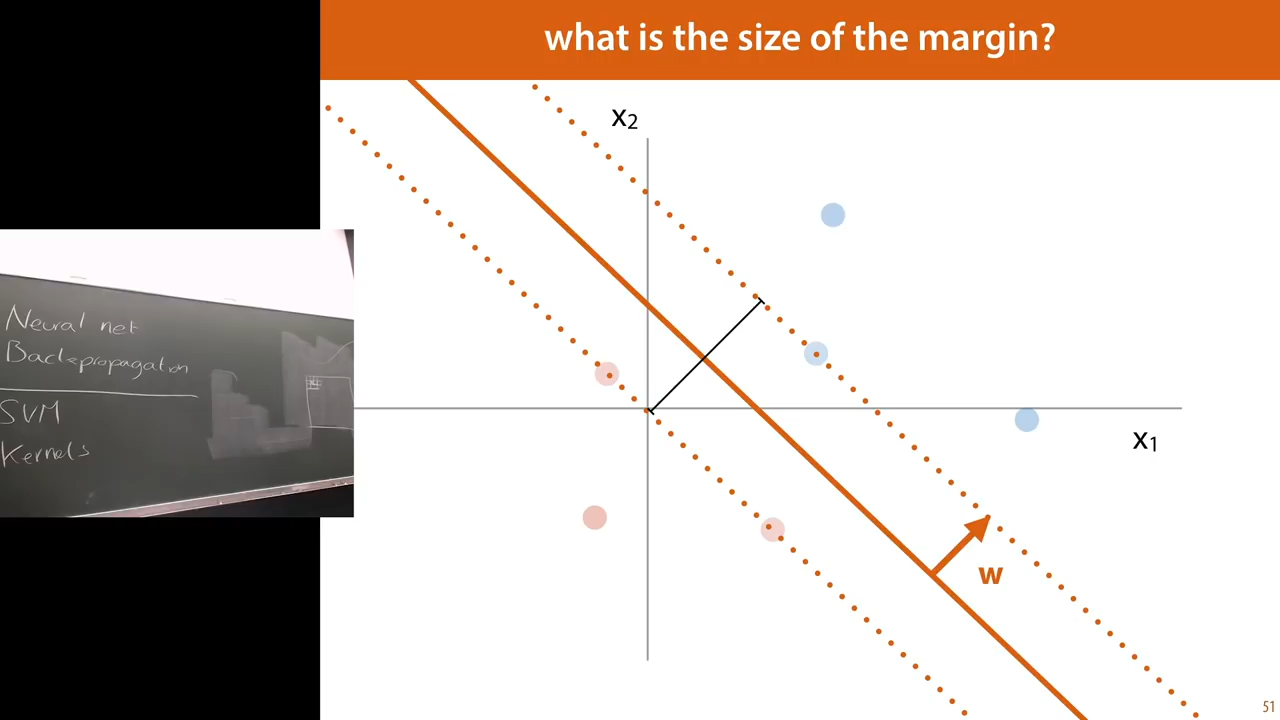 what is the size of the margin?
x₂
x₁
w
51
Neural net
Backpropagation
SVM
Kernels